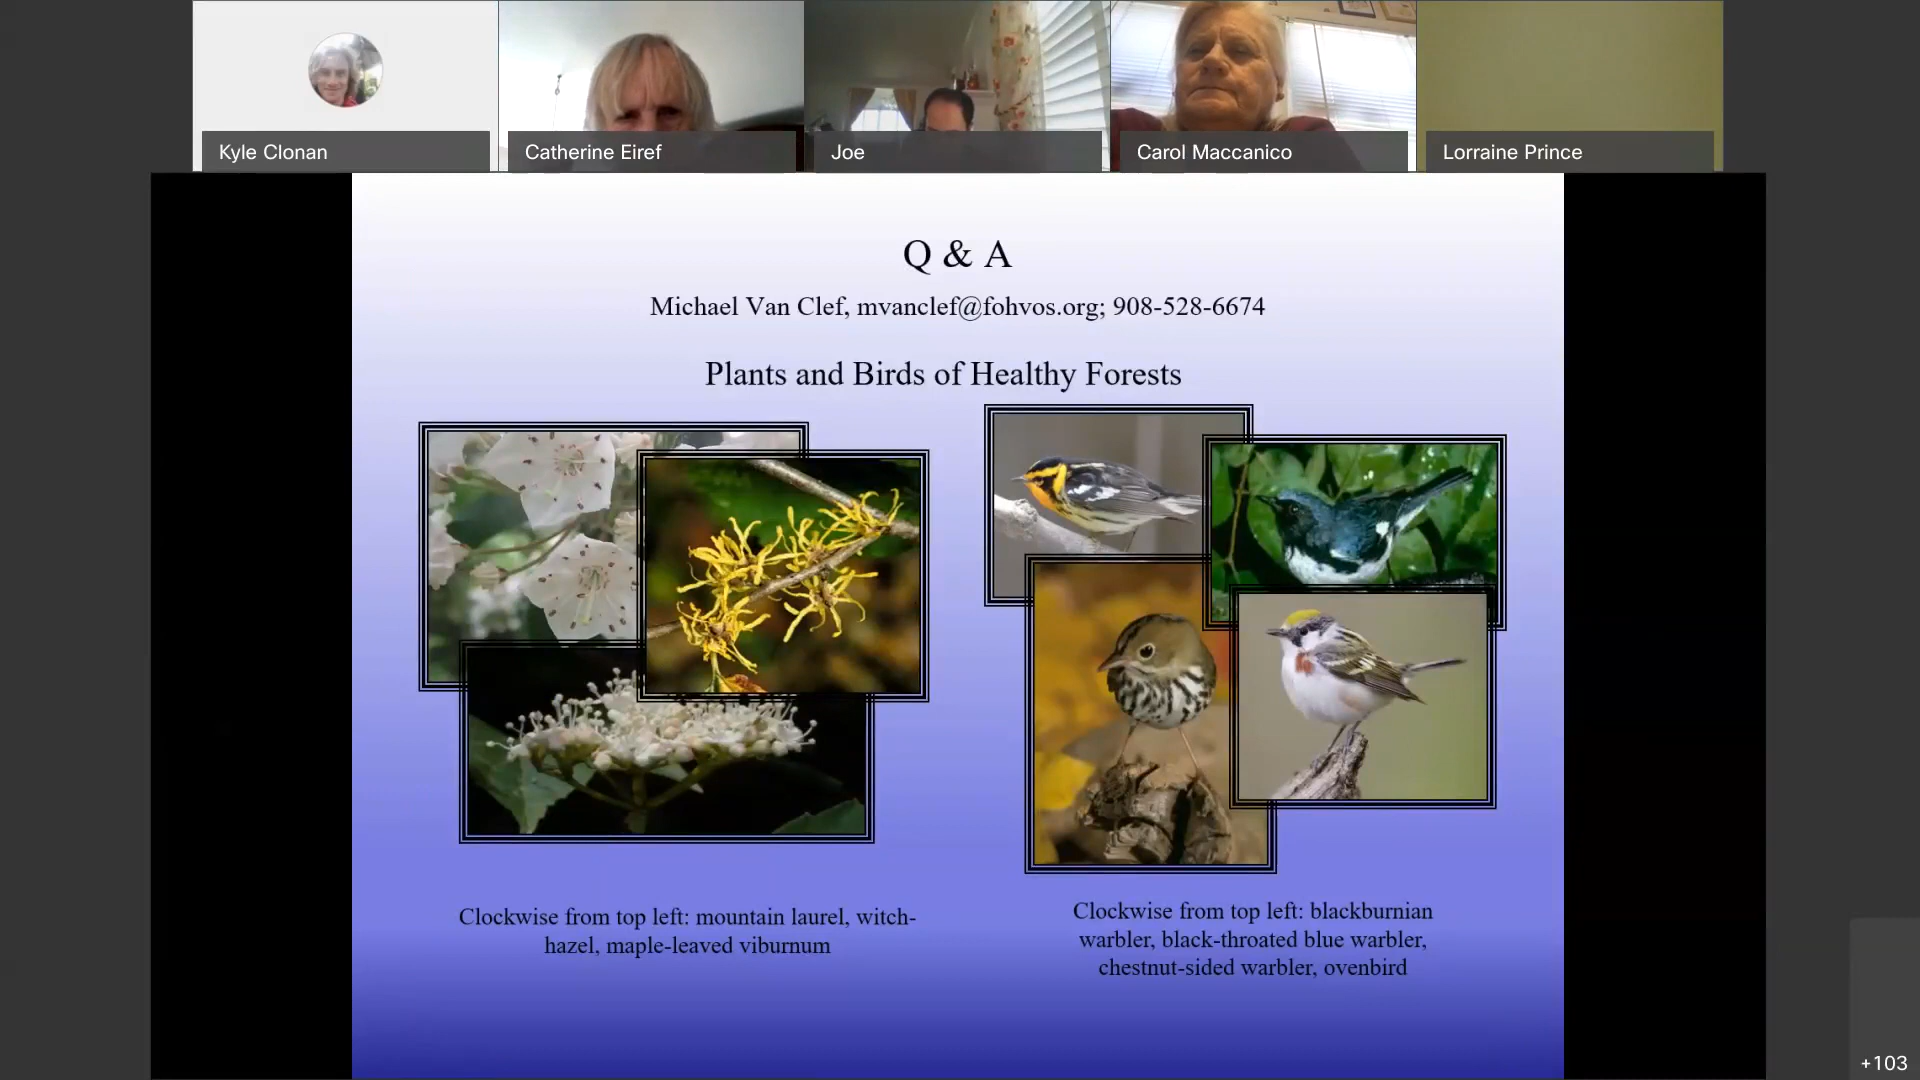 Kyle Clonan
Catherine Eiref
Joe
Carol Maccanico
Lorraine Prince
Q & A
Michael Van Clef, mvanclef@fohvos.org; 908-528-6674
Plants and Birds of Healthy Forests
Clockwise from top left: mountain laurel, witch-
hazel, maple-leaved viburnum
Clockwise from top left: blackburnian
warbler, black-throated blue warbler,
chestnut-sided warbler, ovenbird
+103